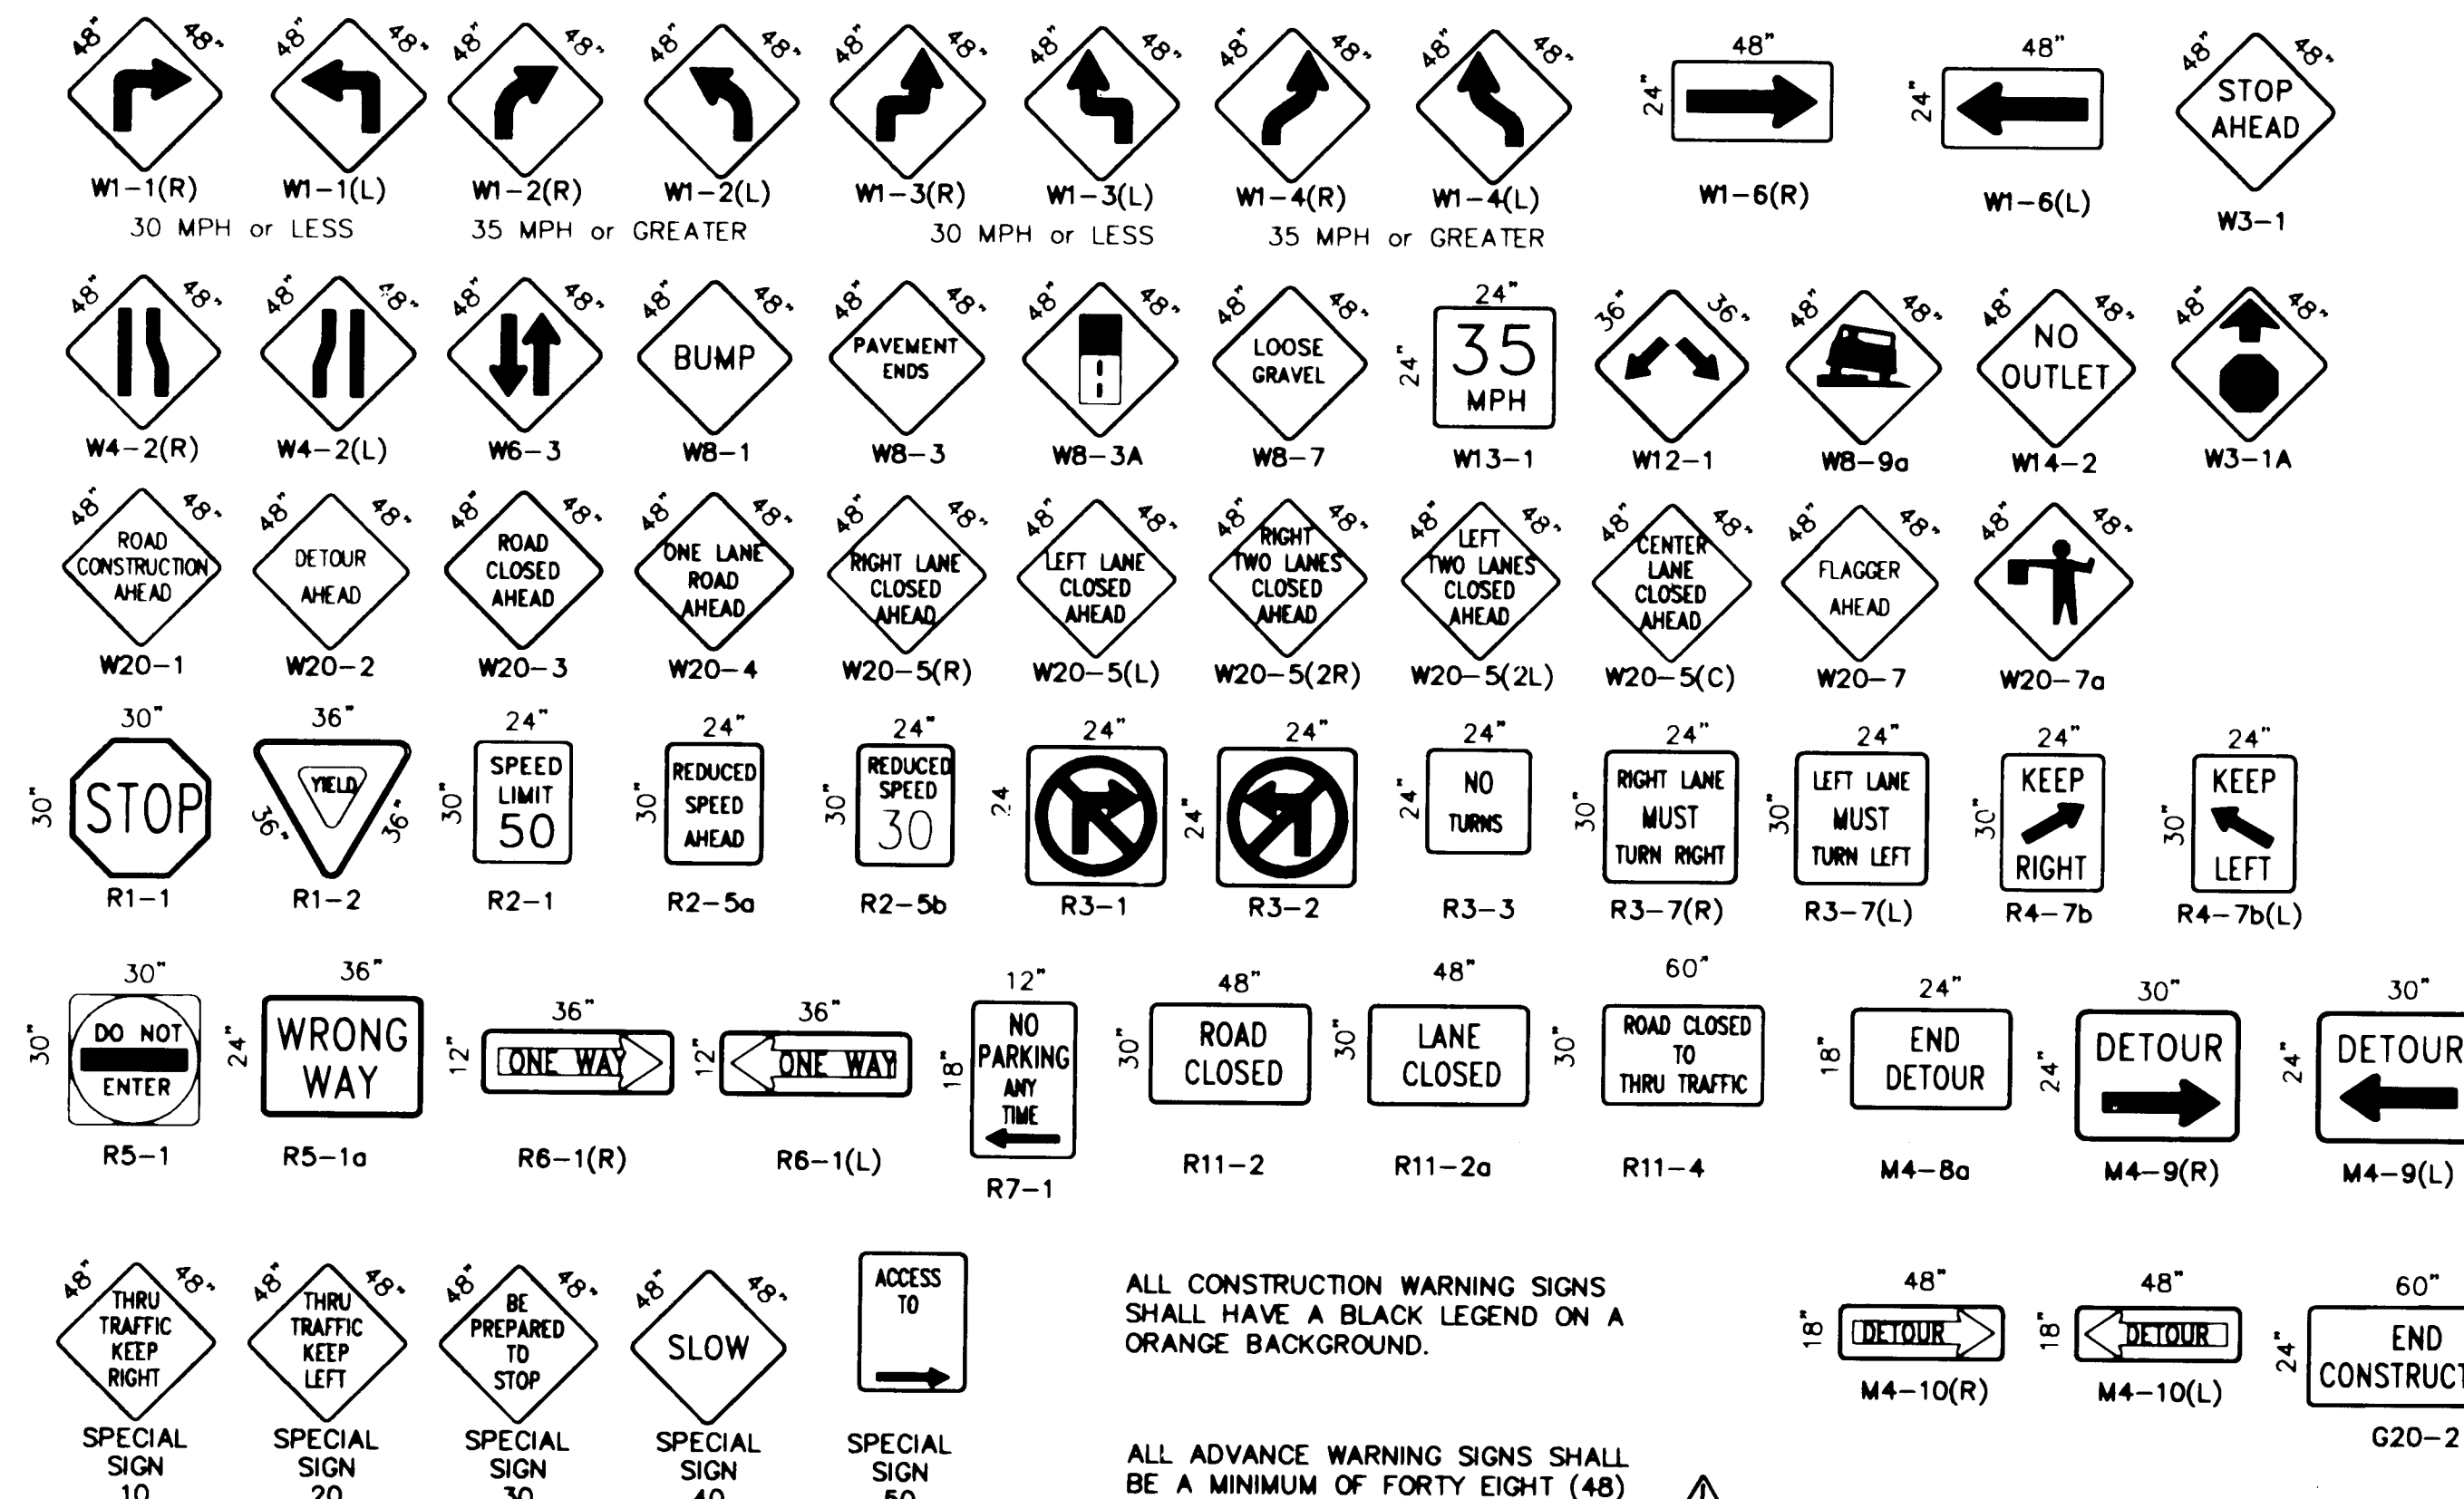 48" 48" 48" 48" 48" 48" 48" 48" 48" 48" 48" 48" 48" 48" 48" 48" 48" 48" 48" 48"
24" 24"
STOP
AHEAD
W1-1(R) W1-1(L) W1-2(R) W1-2(L) W1-3(R) W1-3(L) W1-4(R) W1-4(L) W1-6(R) W1-6(L) W3-1
30 MPH or LESS 35 MPH or GREATER 30 MPH or LESS 35 MPH or GREATER
48" 48" 48" 48" 48" 48" 48" 48" 48" 48" 48" 48" 48" 48" 24" 36" 36" 48" 48" 48" 48" 48" 48"
24"
BUMP
PAVEMENT
ENDS
LOOSE
GRAVEL
35
MPH
NO
OUTLET
W4-2(R) W4-2(L) W6-3 W8-1 W8-3 W8-3A W8-7 W13-1 W12-1 W8-9a W14-2 W3-1A
48" 48" 48" 48" 48" 48" 48" 48" 48" 48" 48" 48" 48" 48" 48" 48" 48" 48" 48" 48" 48" 48"
ROAD
CONSTRUCTION
AHEAD
DETOUR
AHEAD
ROAD
CLOSED
AHEAD
ONE LANE
ROAD
AHEAD
RIGHT LANE
CLOSED
AHEAD
LEFT LANE
CLOSED
AHEAD
RIGHT
TWO LANES
CLOSED
AHEAD
LEFT
TWO LANES
CLOSED
AHEAD
CENTER
LANE
CLOSED
AHEAD
FLAGGER
AHEAD
W20-1 W20-2 W20-3 W20-4 W20-5(R) W20-5(L) W20-5(2R) W20-5(2L) W20-5(C) W20-7 W20-7a
30" 36" 24" 24" 24" 24" 24" 24" 24" 24" 24" 24"
30" 36" 36" 30" 30" 30" 24 24" 24" 30" 30" 30" 30"
STOP
YIELD
SPEED
LIMIT
50
REDUCED
SPEED
AHEAD
REDUCED
SPEED
30
NO
TURNS
RIGHT LANE
MUST
TURN RIGHT
LEFT LANE
MUST
TURN LEFT
KEEP
RIGHT
KEEP
LEFT
R1-1 R1-2 R2-1 R2-5a R2-5b R3-1 R3-2 R3-3 R3-7(R) R3-7(L) R4-7b R4-7b(L)
30" 36" 36" 36" 12" 48" 48" 60" 24" 30" 30"
30" 24" 12" 12" 18" 30" 30" 30" 18" 24" 24"
DO NOT
ENTER
WRONG
WAY
ONE WAY
ONE WAY
NO
PARKING
ANY
TIME
ROAD
CLOSED
LANE
CLOSED
ROAD CLOSED
TO
THRU TRAFFIC
END
DETOUR
DETOUR
DETOUR
R5-1 R5-1a R6-1(R) R6-1(L) R7-1 R11-2 R11-2a R11-4 M4-8a M4-9(R) M4-9(L)
48" 48" 48" 48" 48" 48" 48" 48"
THRU
TRAFFIC
KEEP
RIGHT
SPECIAL
SIGN
10
THRU
TRAFFIC
KEEP
LEFT
SPECIAL
SIGN
20
BE
PREPARED
TO
STOP
SPECIAL
SIGN
30
SLOW
SPECIAL
SIGN
40
ACCESS
TO
SPECIAL
SIGN
50
ALL CONSTRUCTION WARNING SIGNS
SHALL HAVE A BLACK LEGEND ON A
ORANGE BACKGROUND.
ALL ADVANCE WARNING SIGNS SHALL
BE A MINIMUM OF FORTY EIGHT (48)
48" 48" 60"
18" 18" 24"
DETOUR
DETOUR
END
CONSTRUCT
M4-10(R) M4-10(L)
G20-2